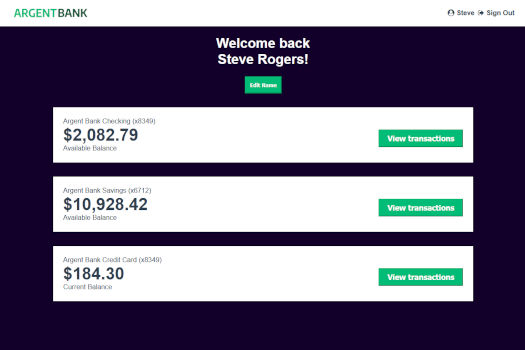 ARGENTBANK
Steve Sign Out
Welcome back
Steve Rogers!
Edit Name
Argent Bank Checking (x8349)
$2,082.79
Available Balance
View transactions
Argent Bank Savings (x6712)
$10,928.42
Available Balance
View transactions
Argent Bank Credit Card (x8349)
$184.30
Current Balance
View transactions